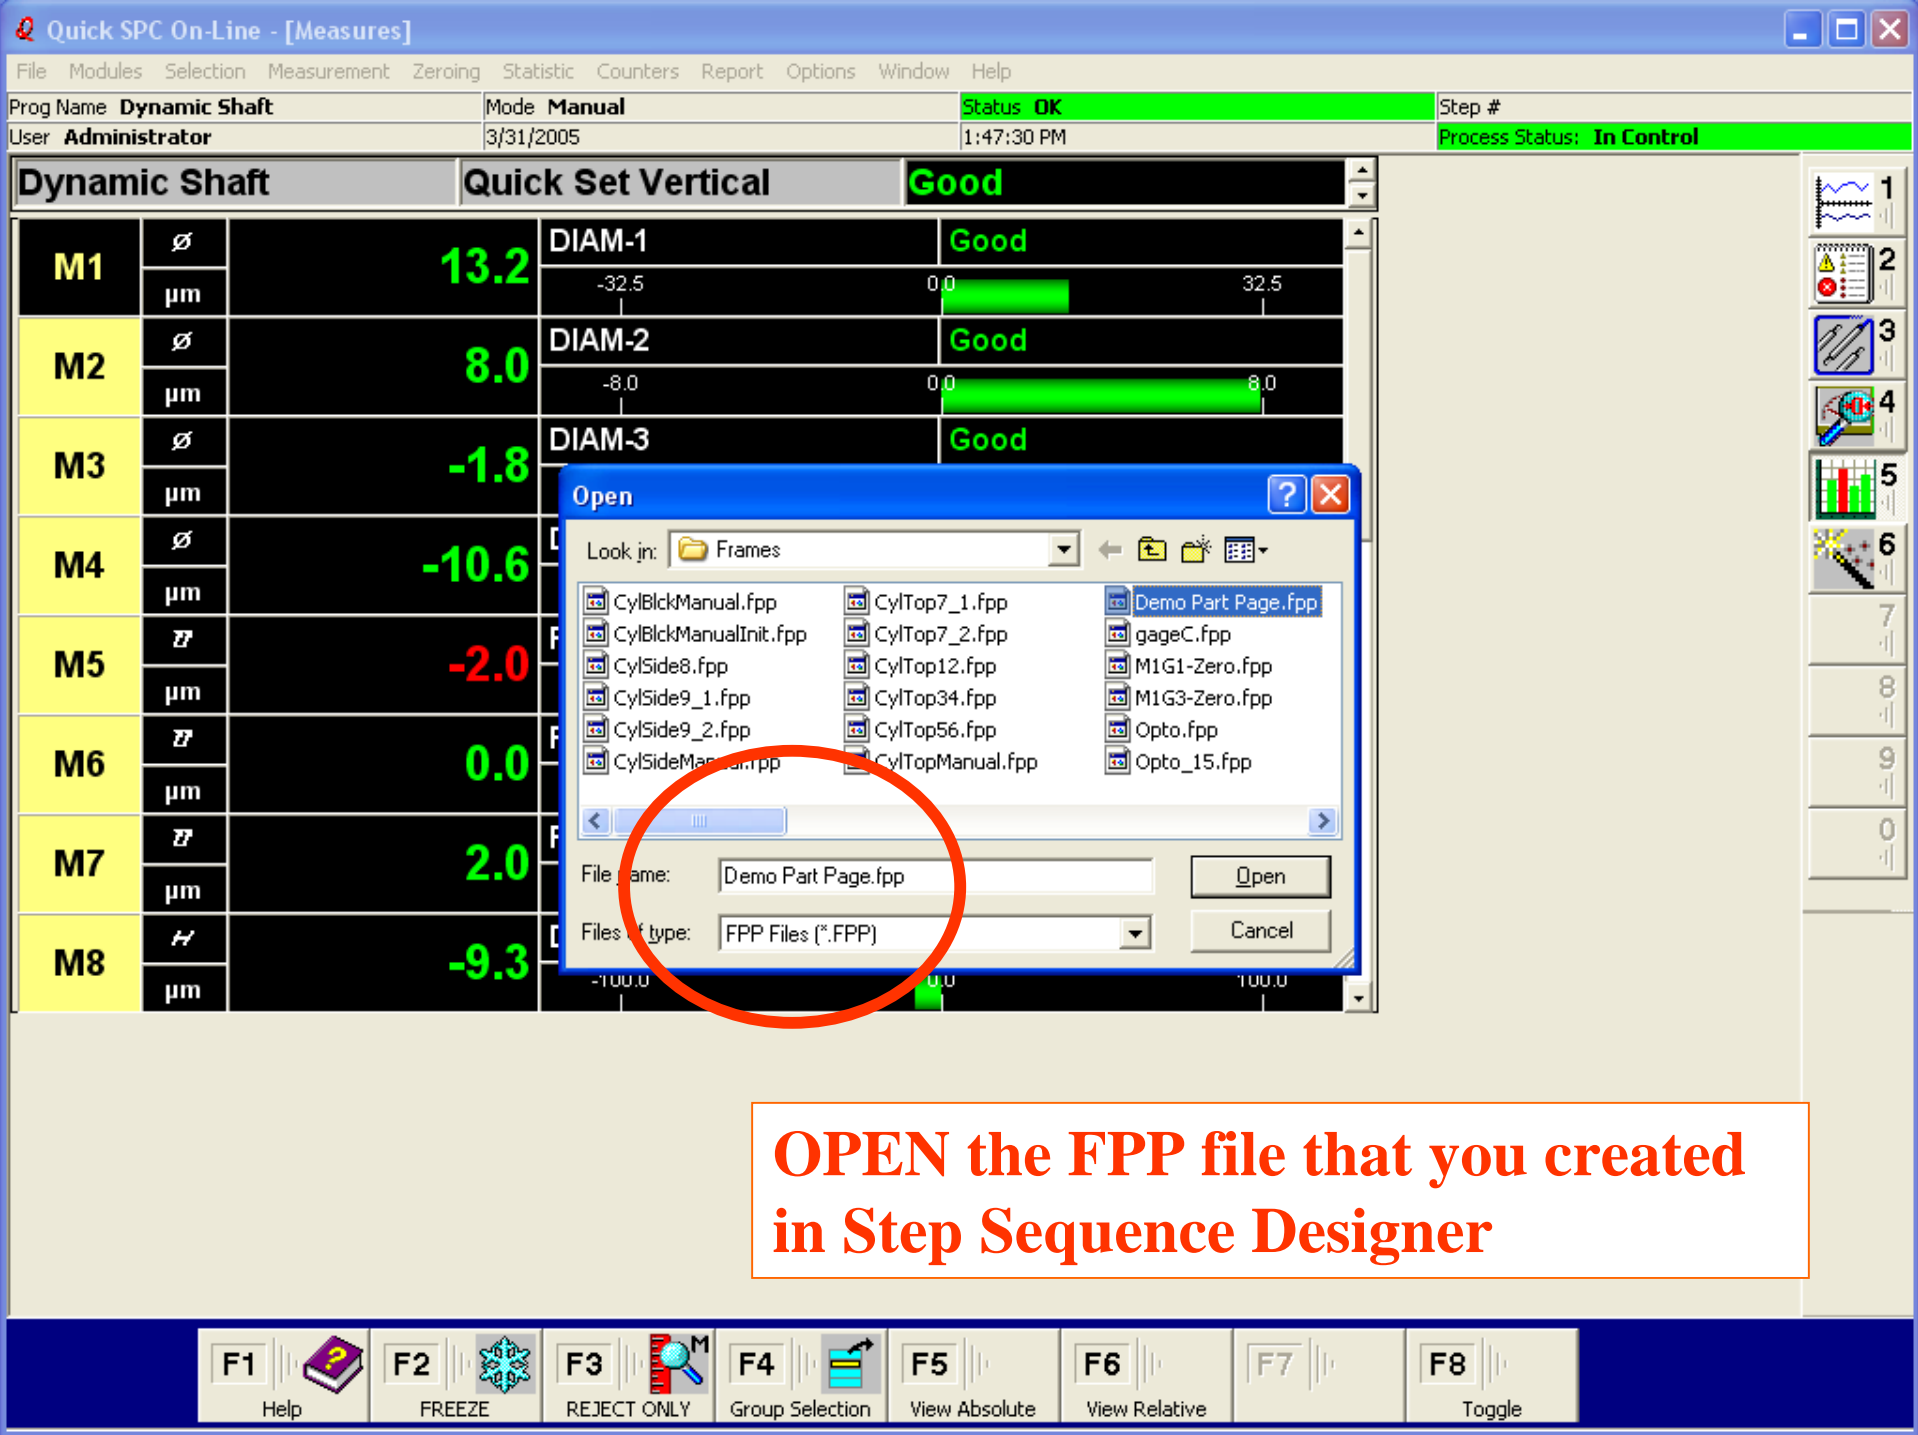 Quick SPC On-Line - [Measures]
File Modules Selection Measurement Zeroing Statistic Counters Report Options Window Help
Prog Name Dynamic Shaft Mode Manual Status OK Step #
User Administrator 3/31/2005 1:47:30 PM Process Status: In Control
Dynamic Shaft Quick Set Vertical Good
M1 Ø µm 13.2 DIAM-1 Good
-32.5 0.0 32.5
M2 Ø µm 8.0 DIAM-2 Good
-8.0 0.0 8.0
M3 Ø µm -1.8 DIAM-3 Good
M4 Ø µm -10.6
M5 µm -2.0
M6 µm 0.0
M7 µm 2.0
M8 H µm -9.3
-100.0 0.0 100.0
Open
Look in: Frames
CylBlckManual.fpp CylTop7_1.fpp Demo Part Page.fpp
CylBlckManualInit.fpp CylTop7_2.fpp gageC.fpp
CylSide8.fpp CylTop12.fpp M1G1-Zero.fpp
CylSide9_1.fpp CylTop34.fpp M1G3-Zero.fpp
CylSide9_2.fpp CylTop56.fpp Opto.fpp
CylSideManual.fpp CylTopManual.fpp Opto_15.fpp
File name: Demo Part Page.fpp Open
Files of type: FPP Files (*.FPP) Cancel
1
2
3
4
5
6
7
8
9
0
OPEN the FPP file that you created
in Step Sequence Designer
F1 F2 F3 M F4 F5 F6 F7 F8
Help FREEZE REJECT ONLY Group Selection View Absolute View Relative Toggle